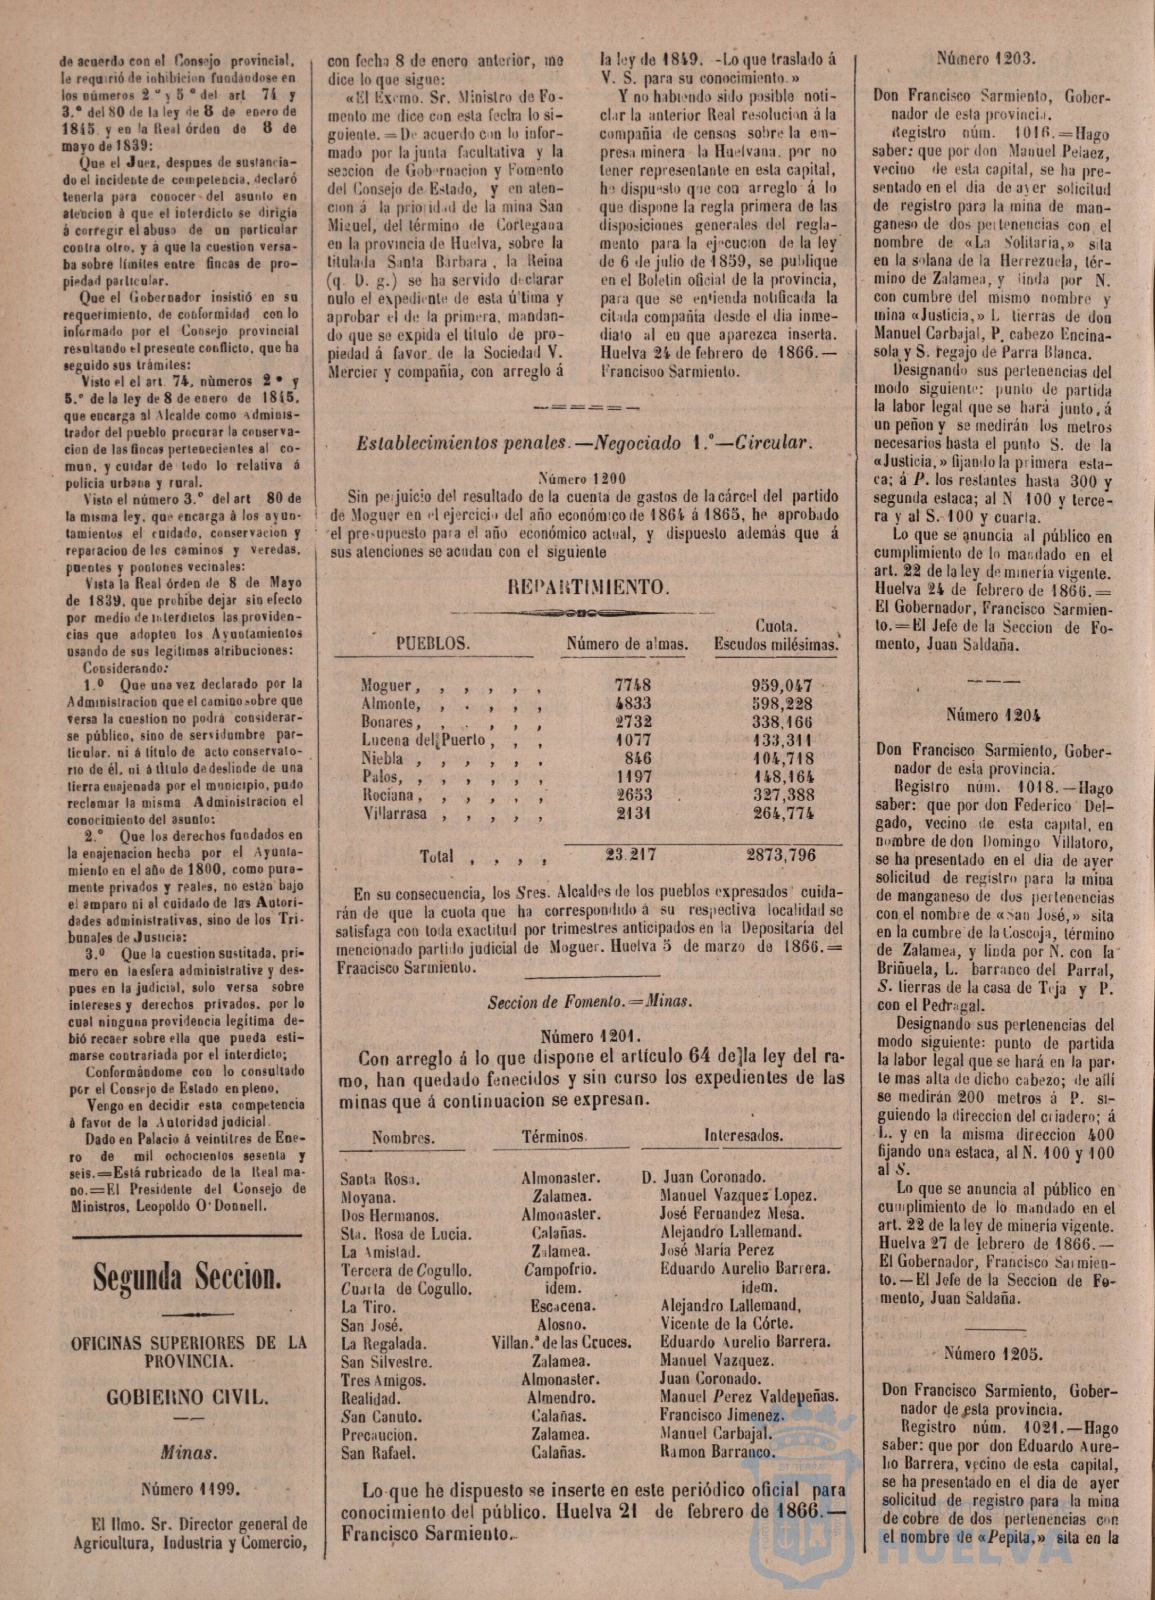 de acuerdo con el Consejo provincial,
le requirió de inhibicion fundándose en
los números 2.º y 5.º del art 74 y
3.º del 80 de la ley de 8 de enero de
1845, y en la Real órden de 8 de
mayo de 1839:
Que el Juez, despues de sustancia-
do el incidente de competencia, declaró
tenerla para conocer del asunto en
atencion á que el interdicto se dirigia
á corregir el abuso de un particular
contra otro, y á que la cuestion versa-
ba sobre límites entre fincas de pro-
piedad particular.
Que el Gobernador insistió en su
requerimiento, de conformidad con lo
informado por el Consejo provincial
resultando el presente conflicto, que ha
seguido sus trámites:
Visto el el art. 74, números 2.º y
5.º de la ley de 8 de enero de 1845,
que encarga al Alcalde como adminis-
trador del pueblo procurar la conserva-
cion de las fincas pertenecientes al co-
mun, y cuidar de todo lo relativa á
policia urbana y rural.
Visto el número 3.º del art 80 de
la misma ley, que encarga á los ayun-
tamientos el cuidado, conservacion y
reparacion de los caminos y veredas,
puentes y pontones vecinales:
Vista la Real órden de 8 de Mayo
de 1839, que prohibe dejar sin efecto
por medio de interdictos las providen-
cias que adopten los Ayuntamientos
usando de sus legítimas atribuciones:
Considerando:
1.º Que una vez declarado por la
Administracion que el camino sobre que
versa la cuestion no podrá considerar-
se público, sino de servidumbre par-
ticular, ni á título de acto conservato-
rio de él, ni á título de deslinde de una
tierra enajenada por el municipio, pudo
reclamar la misma Administracion el
conocimiento del asunto:
2.º Que los derechos fundados en
la enajenacion hecha por el Ayunta-
miento en el año de 1800, como pura-
mente privados y reales, no están bajo
el amparo ni al cuidado de las Autori-
dades administrativas, sino de los Tri-
bunales de Justicia:
3.º Que la cuestion sustitada, pri-
mero en la esfera administrative y des-
pues en la judicial, solo versa sobre
intereses y derechos privados, por lo
cual ninguna providencia legítima de-
bió recaer sobre ella que pueda esti-
marse contrariada por el interdicto;
Conformándome con lo consultado
por el Consejo de Estado en pleno,
Vengo en decidir esta competencia
á favor de la Autoridad judicial.
Dado en Palacio á veintitres de Ene-
ro de mil ochocientos sesenta y
seis.=Está rubricado de la Real ma-
no.=El Presidente del Consejo de
Ministros, Leopoldo O'Donnell.
Segunda Seccion.
OFICINAS SUPERIORES DE LA
PROVINCIA.
GOBIERNO CIVIL.
Minas.
Número 1199.
El Ilmo. Sr. Director general de
Agricultura, Industria y Comercio,
con fecha 8 de enero anterior, me
dice lo que sigue:
«El Exemo. Sr. Ministro de Fo-
mento me dice con esta fecha lo si-
guiente.=De acuerdo con lo infor-
mado por la junta facultativa y la
seccion de Gobernacion y Fomento
del Consejo de Estado, y en aten-
cion á la prioridad de la mina San
Miguel, del término de Cortegana
en la provincia de Huelva, sobre la
titulada Santa Bárbara, la Reina
(q. D. g.) se ha servido declarar
nulo el expediente de esta última y
aprobar el de la primera, mandan-
do que se expida el título de pro-
piedad á favor de la Sociedad V.
Mercier y compañia, con arreglo á
la ley de 1849. -Lo que traslado á
V. S. para su conocimiento.»
Y no habiendo sido posible noti-
ficar la anterior Real resolucion á la
compañia de censos sobre la em-
presa minera la Huelvana. por no
tener representante en esta capital,
he dispuesto que con arreglo á lo
que dispone la regla primera de las
disposiciones generales del regla-
mento para la ejecucion de la ley
de 6 de julio de 1859, se publique
en el Boletin oficial de la provincia,
para que se entienda notificada la
citada compañia desde el dia inme-
diato al en que aparezca inserta.
Huelva 24 de febrero de 1866.—
Francisco Sarmiento.
Establecimientos penales.—Negociado 1.º—Circular.
Número 1200
Sin perjuicio del resultado de la cuenta de gastos de la cárcel del partido
de Moguer en el ejercicio del año económico de 1864 á 1865, he aprobado
el presupuesto para el año económico actual, y dispuesto además que á
sus atenciones se acudan con el siguiente
REPARTIMIENTO.
PUEBLOS. Número de almas. Cuota. Escudos milésimas.
Moguer, , , , , , 7748 959,047
Almonte, , , , , , 4833 598,228
Bonares, , , , , , 2732 338,166
Lucena del Puerto , , , 1077 133,311
Niebla , , , , , , 846 104,718
Palos, , , , , , , 1197 148,164
Rociana , , , , , , 2653 327,388
Villarrasa , , , , , 2131 264,774
Total , , , , 23.217 2873,796
En su consecuencia, los Sres. Alcaldes de los pueblos expresados cuida-
rán de que la cuota que ha correspondido á su respectiva localidad se
satisfaga con toda exactitud por trimestres anticipados en la Depositaría del
mencionado partido judicial de Moguer. Huelva 5 de marzo de 1866.=
Francisco Sarmiento.
Seccion de Fomento.=Minas.
Número 1201.
Con arreglo á lo que dispone el artículo 64 de la ley del ra-
mo, han quedado fenecidos y sin curso los expedientes de las
minas que á continuacion se expresan.
Nombres. Términos. Interesados.
Santa Rosa. Almonaster. D. Juan Coronado.
Moyana. Zalamea. Manuel Vazquez Lopez.
Dos Hermanos. Almonaster. José Fernandez Mesa.
Sta. Rosa de Lucia. Calañas. Alejandro Lallemand.
La Amistad. Zalamea. José María Perez
Tercera de Cogullo. Campofrio. Eduardo Aurelio Barrera.
Cuarta de Cogullo. idem. idem.
La Tiro. Escacena. Alejandro Lallemand,
San José. Alosno. Vicente de la Córte.
La Regalada. Villan.ª de las Cruces. Eduardo Aurelio Barrera.
San Silvestre. Zalamea. Manuel Vazquez.
Tres Amigos. Almonaster. Juan Coronado.
Realidad. Almendro. Manuel Perez Valdepeñas.
San Canuto. Calañas. Francisco Jimenez.
Precaucion. Zalamea. Manuel Carbajal.
San Rafael. Calañas. Ramon Barranco.
Lo que he dispuesto se inserte en este periódico oficial para
conocimiento del público. Huelva 21 de febrero de 1866.—
Francisco Sarmiento.
Número 1203.
Don Francisco Sarmiento, Gober-
nador de esta provincia.
Registro núm. 1016.=Hago
saber: que por don Manuel Pelaez,
vecino de esta capital, se ha pre-
sentado en el dia de ayer solicitud
de registro para la mina de man-
ganeso de dos pertenencias con el
nombre de «La Solitaria,» sita
en la solana de la Herrezuela, tér-
mino de Zalamea, y linda por N.
con cumbre del mismo nombre y
mina «Justicia,» L tierras de don
Manuel Carbajal, P. cabezo Encina-
sola y S. regajo de Parra Blanca.
Designando sus pertenencias del
modo siguiente: punto de partida
la labor legal que se hará junto á
un peñon y se medirán los metros
necesarios hasta el punto S. de la
«Justicia,» fijando la primera esta-
ca; á P. los restantes hasta 300 y
segunda estaca; al N 100 y terce-
ra y al S. 100 y cuarta.
Lo que se anuncia al público en
cumplimiento de lo mandado en el
art. 22 de la ley de minería vigente.
Huelva 24 de febrero de 1866.=
El Gobernador, Francisco Sarmien-
to.=El Jefe de la Seccion de Fo-
mento, Juan Saldaña.
Número 1204
Don Francisco Sarmiento, Gober-
nador de esta provincia.
Registro núm. 1018.—Hago
saber: que por don Federico Del-
gado, vecino de esta capital, en
nombre de don Domingo Villatoro,
se ha presentado en el dia de ayer
solicitud de registro para la mina
de manganeso de dos pertenencias
con el nombre de «San José,» sita
en la cumbre de la Coscoja, término
de Zalamea, y linda por N. con la
Briñuela, L. barranco del Parral,
S. tierras de la casa de Teja y P.
con el Pedragal.
Designando sus pertenencias del
modo siguiente: punto de partida
la labor legal que se hará en la par-
te mas alta de dicho cabezo; de allí
se medirán 200 metros á P. si-
guiendo la direccion del criadero; á
L. y en la misma direccion 400
fijando una estaca, al N. 100 y 100
al S.
Lo que se anuncia al público en
cumplimiento de lo mandado en el
art. 22 de la ley de minería vigente.
Huelva 27 de febrero de 1866.—
El Gobernador, Francisco Sarmien-
to.—El Jefe de la Seccion de Fo-
mento, Juan Saldaña.
Número 1205.
Don Francisco Sarmiento, Gober-
nador de esta provincia.
Registro núm. 1021.—Hago
saber: que por don Eduardo Aure-
lio Barrera, vecino de esta capital,
se ha presentado en el dia de ayer
solicitud de registro para la mina
de cobre de dos pertenencias con
el nombre de «Pepita,» sita en la
HUELVA